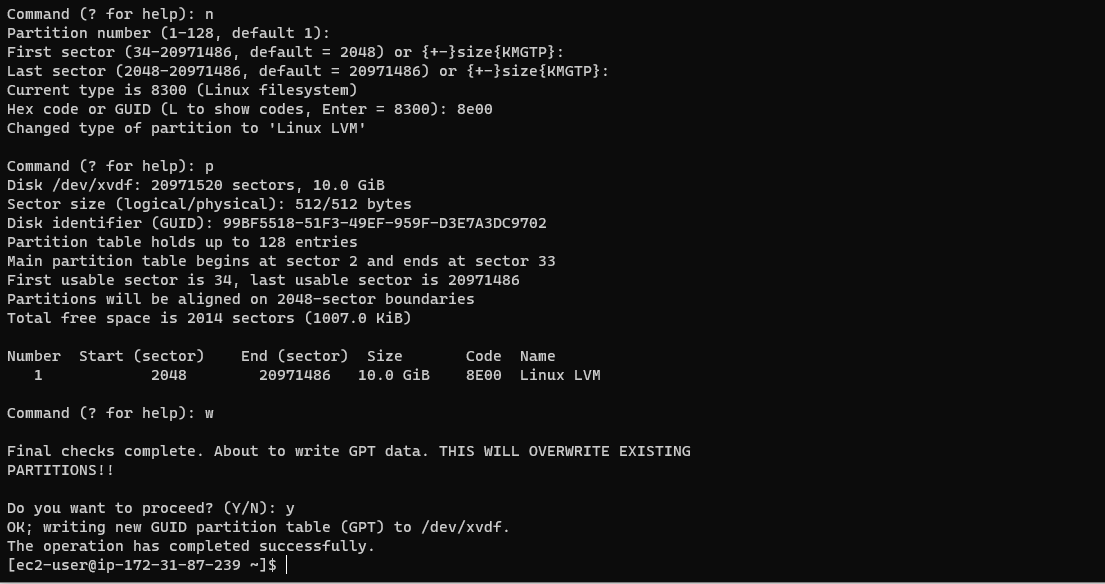 Command (? for help): n
Partition number (1-128, default 1):
First sector (34-20971486, default = 2048) or {+-}size{KMGTP}:
Last sector (2048-20971486, default = 20971486) or {+-}size{KMGTP}:
Current type is 8300 (Linux filesystem)
Hex code or GUID (L to show codes, Enter = 8300): 8e00
Changed type of partition to 'Linux LVM'

Command (? for help): p
Disk /dev/xvdf: 20971520 sectors, 10.0 GiB
Sector size (logical/physical): 512/512 bytes
Disk identifier (GUID): 99BF5518-51F3-49EF-959F-D3E7A3DC9702
Partition table holds up to 128 entries
Main partition table begins at sector 2 and ends at sector 33
First usable sector is 34, last usable sector is 20971486
Partitions will be aligned on 2048-sector boundaries
Total free space is 2014 sectors (1007.0 KiB)

Number  Start (sector)    End (sector)  Size       Code  Name
   1            2048        20971486   10.0 GiB    8E00  Linux LVM

Command (? for help): w

Final checks complete. About to write GPT data. THIS WILL OVERWRITE EXISTING
PARTITIONS!!

Do you want to proceed? (Y/N): y
OK; writing new GUID partition table (GPT) to /dev/xvdf.
The operation has completed successfully.
[ec2-user@ip-172-31-87-239 ~]$